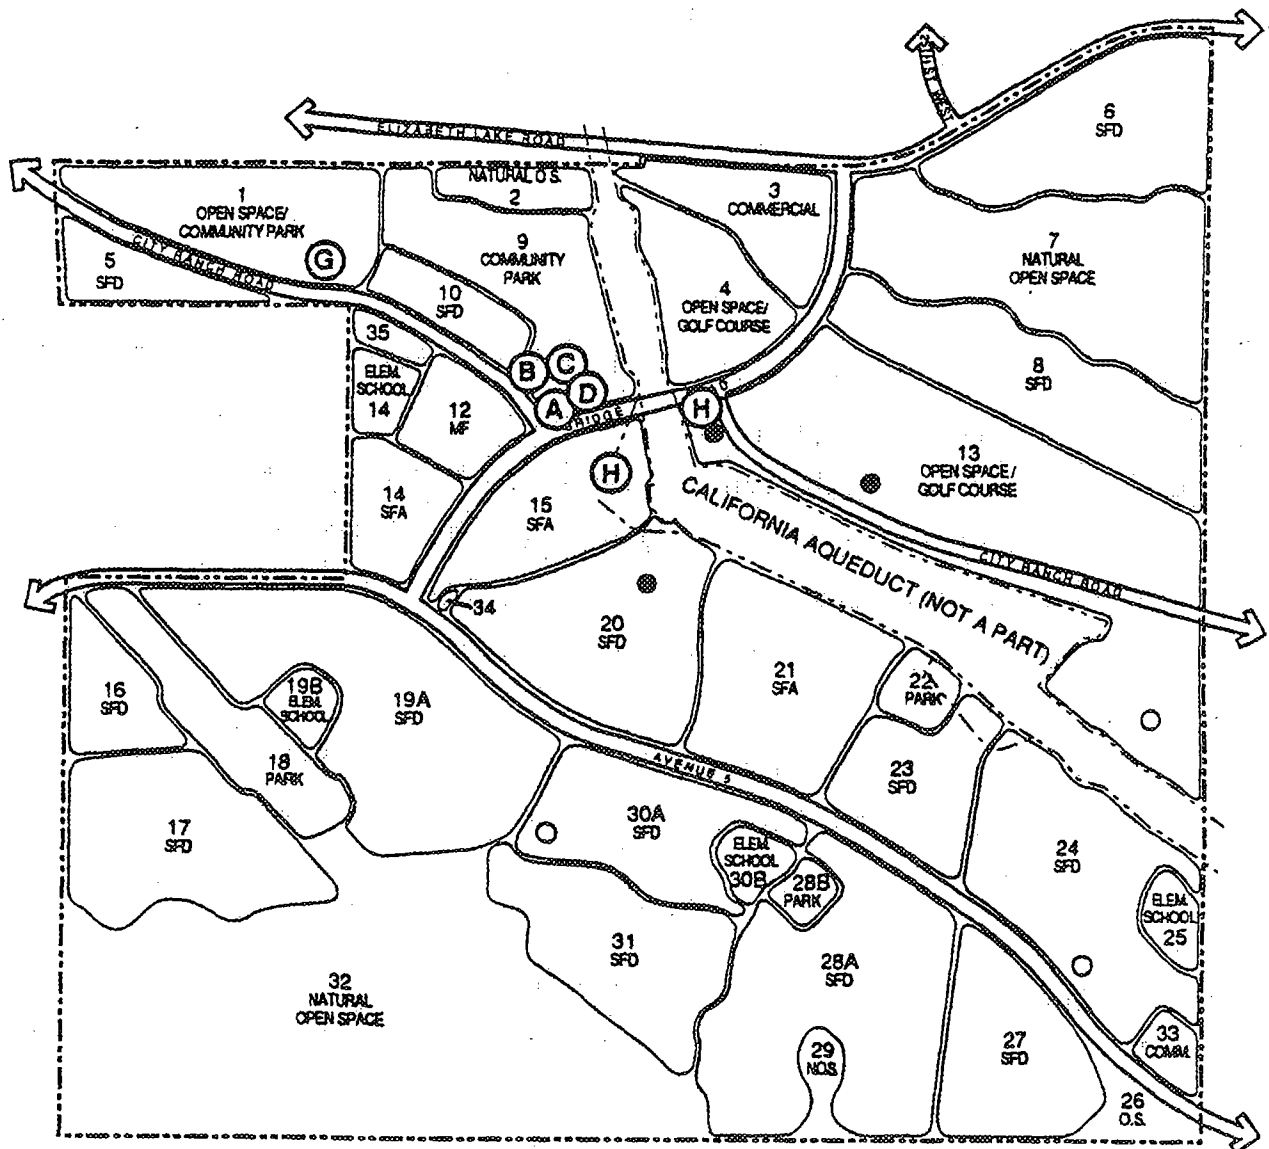 25TH ST. WEST
6
SFD
ELIZABETH LAKE ROAD
NATURAL O.S.
2
1
OPEN SPACE/
COMMUNITY PARK
3
COMMERCIAL
9
COMMUNITY
PARK
7
NATURAL
OPEN SPACE
5
SFD
CITY RANCH ROAD
G
10
SFD
4
OPEN SPACE/
GOLF COURSE
35
ELEM.
SCHOOL
14
12
MF
B
C
D
A
H
8
SFD
13
OPEN SPACE/
GOLF COURSE
H
14
SFA
15
SFA
CALIFORNIA AQUEDUCT (NOT A PART)
CITY RANCH ROAD
34
20
SFD
21
SFA
22A
PARK
16
SFD
19B
ELEM.
SCHOOL
19A
SFD
18
PARK
AVENUE S
23
SFD
17
SFD
30A
SFD
ELEM.
SCHOOL
30B
28B
PARK
24
SFD
ELEM.
SCHOOL
25
31
SFD
28A
SFD
32
NATURAL
OPEN SPACE
29
N.O.S.
27
SFD
33
COMM.
26
O.S.